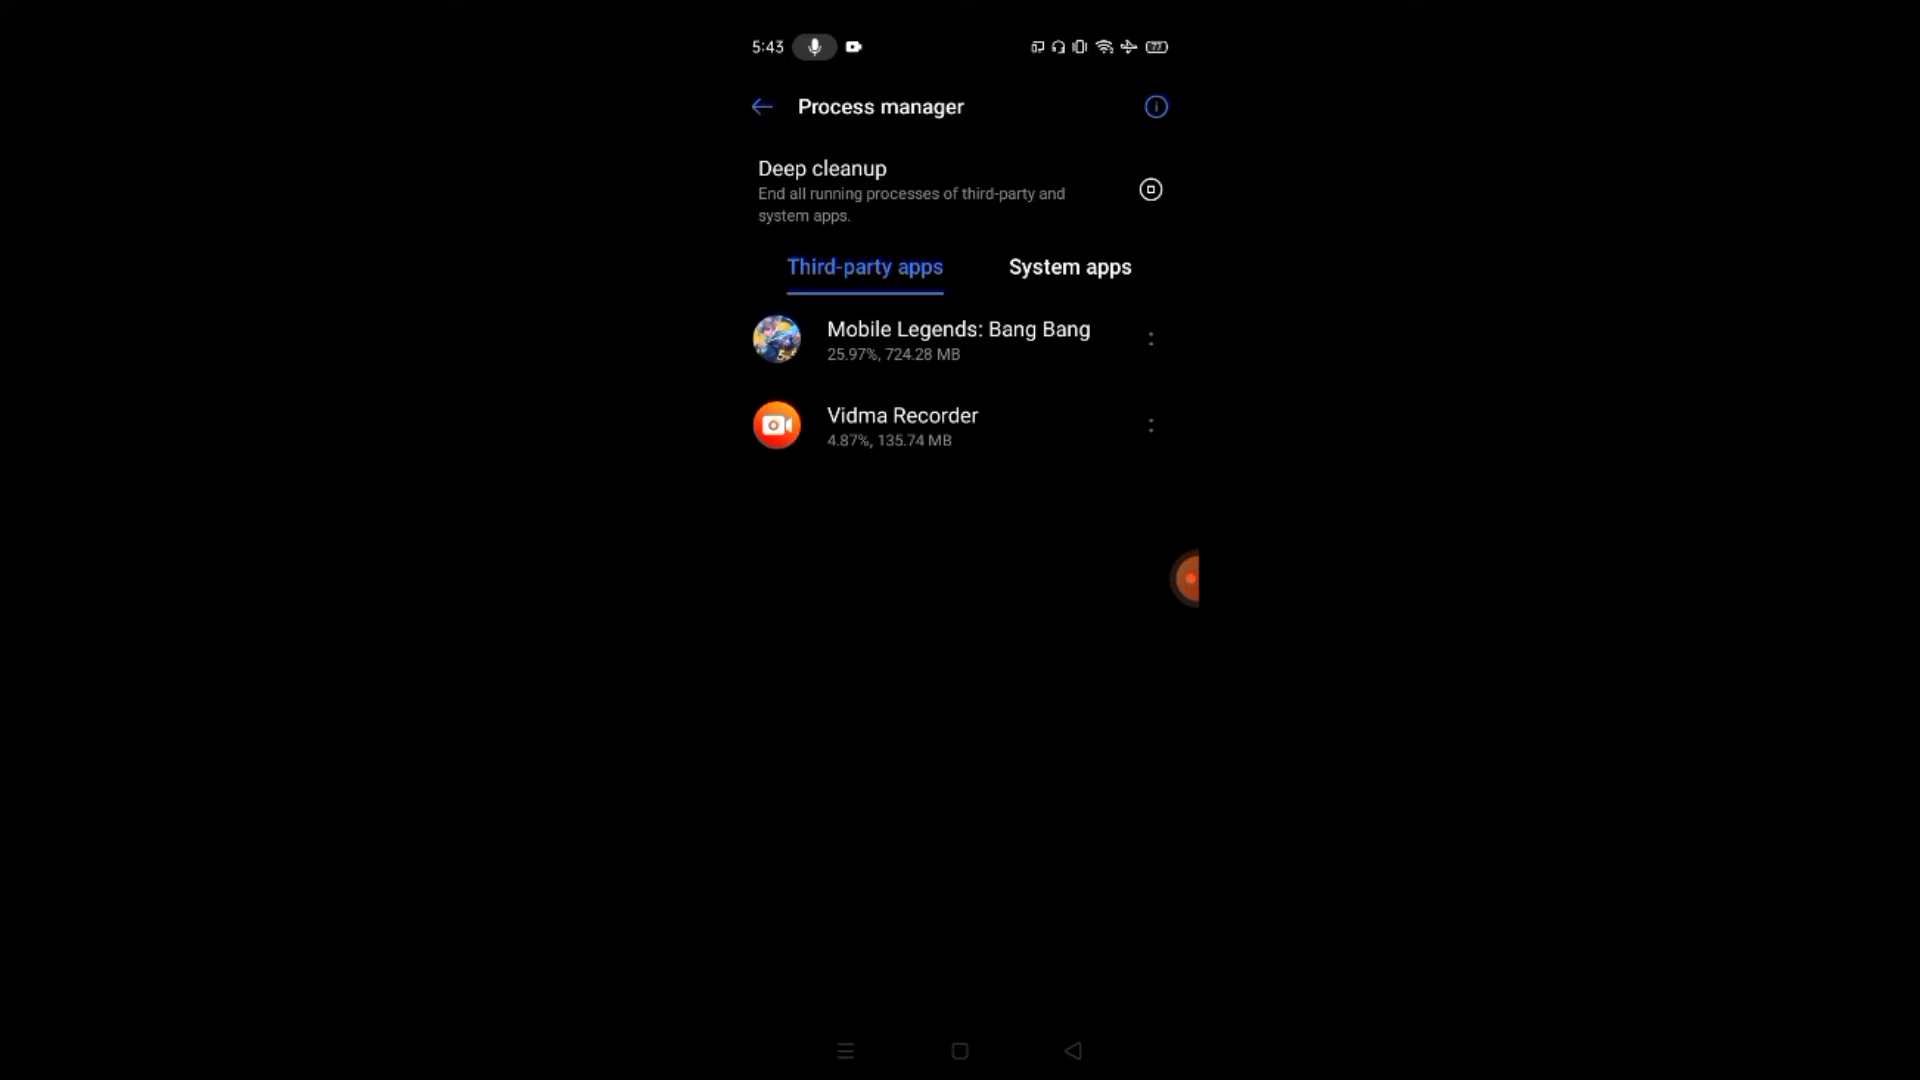 5:43
77
Process manager
Deep cleanup
End all running processes of third-party and
system apps.
Third-party apps
System apps
Mobile Legends: Bang Bang
25.97%, 724.28 MB
Vidma Recorder
4.87%, 135.74 MB